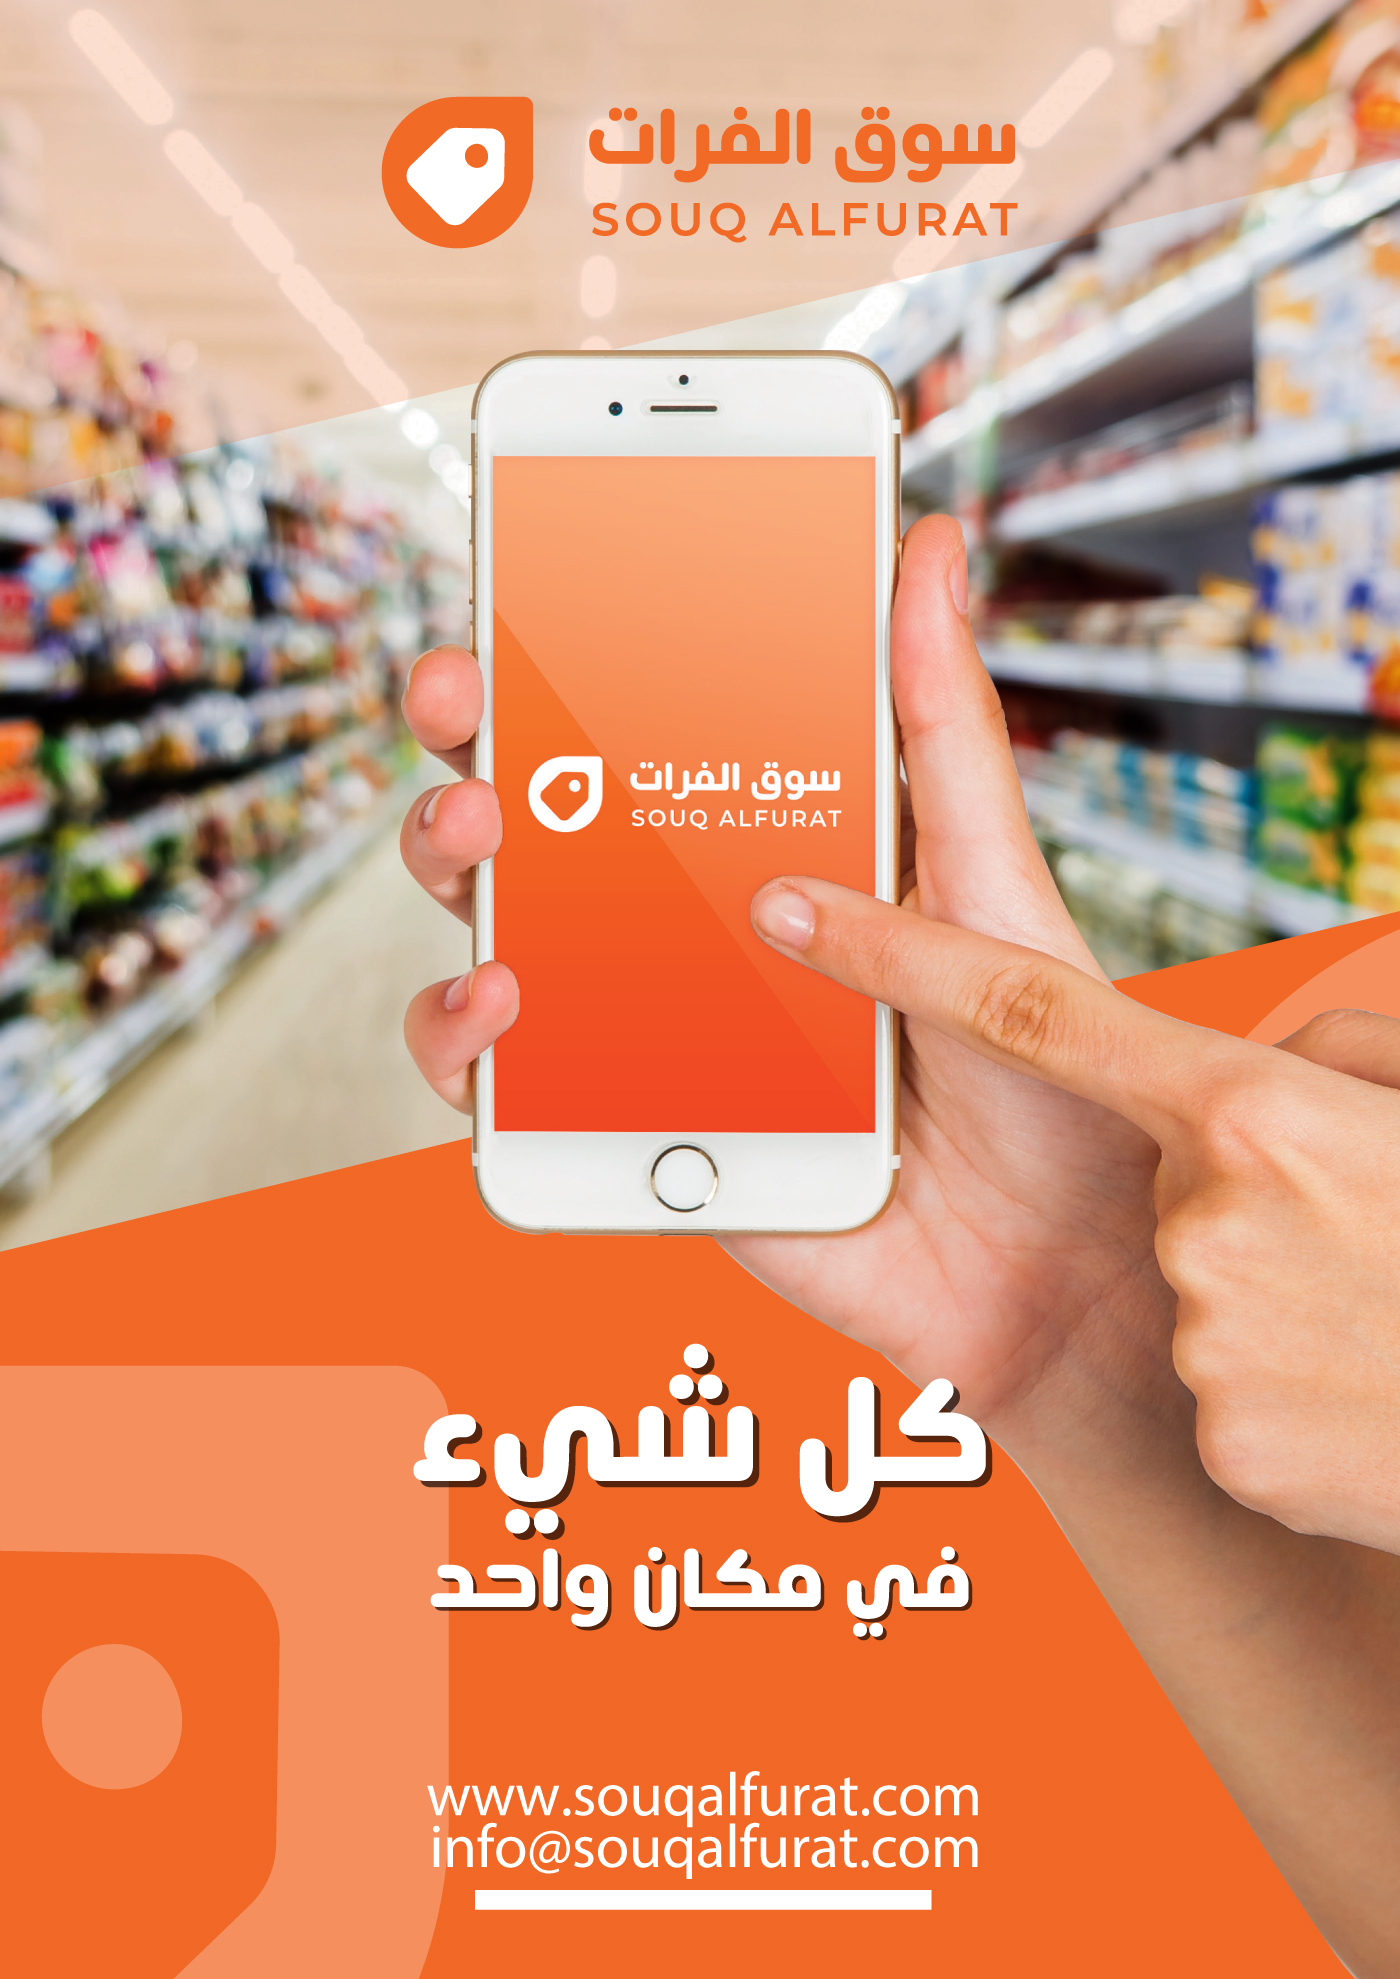 سوق الفرات
SOUQ ALFURAT
سوق الفرات
SOUQ ALFURAT
كل شيء
في مكان واحد
www.souqalfurat.com
info@souqalfurat.com